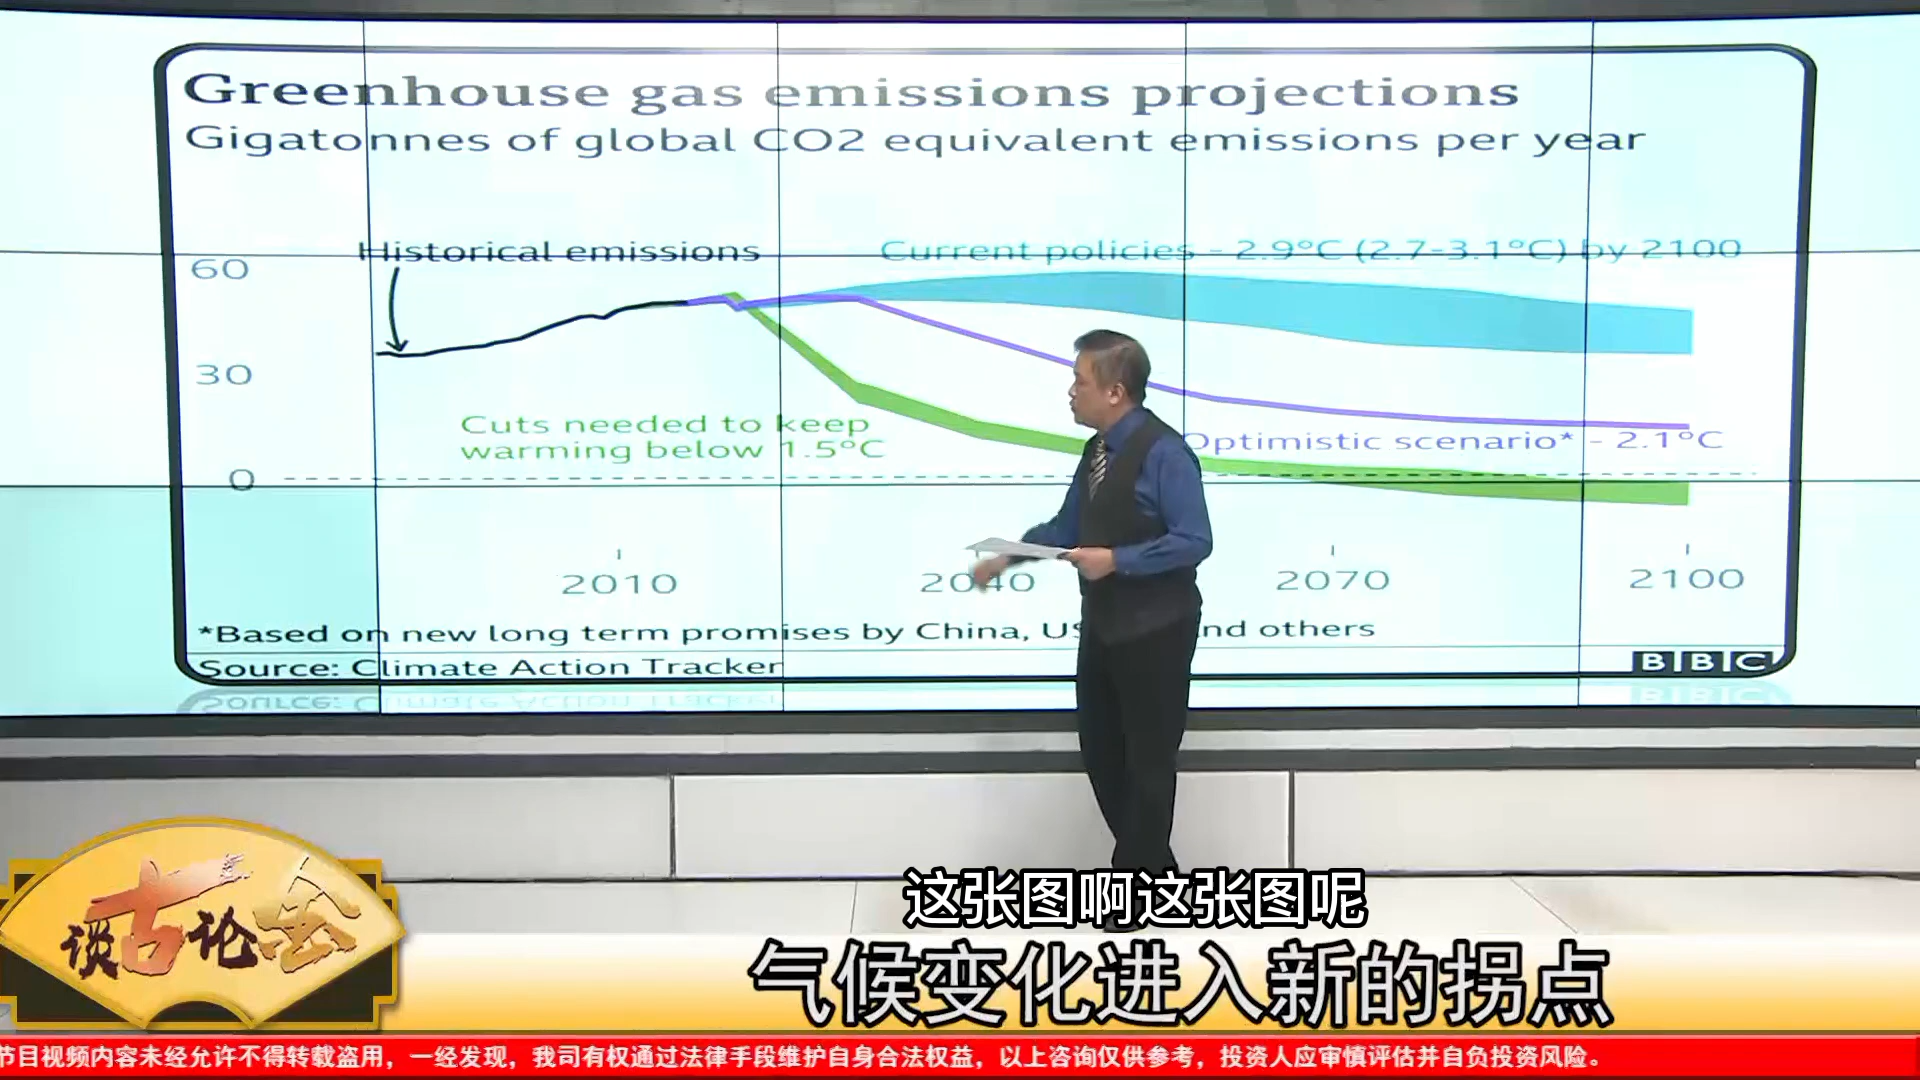 Greenhouse gas emissions projections
Gigatonnes of global CO2 equivalent emissions per year
Historical emissions
Current policies - 2.9°C (2.7-3.1°C) by 2100
60
30
Cuts needed to keep
warming below 1.5°C
Optimistic scenario* - 2.1°C
0
2010
2040
2070
2100
*Based on new long term promises by China, US nd others
Source: Climate Action Tracker
BBC
这张图啊这张图呢
谈古论金
气候变化进入新的拐点
节目视频内容未经允许不得转载盗用，一经发现，我司有权通过法律手段维护自身合法权益，以上咨询仅供参考，投资人应审慎评估并自负投资风险。